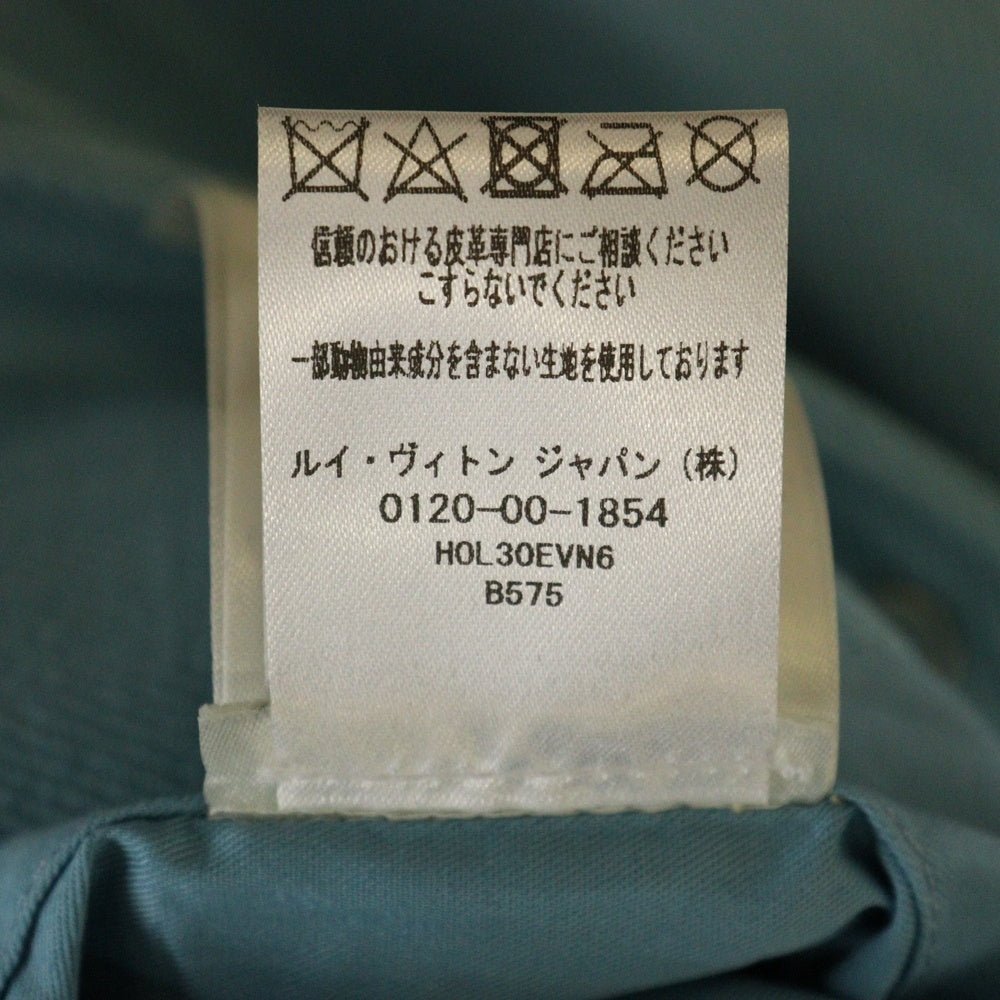 信頼のおける皮革専門店にご相談ください
こすらないでください
一部動物由来成分を含まない生地を使用しております
ルイ・ヴィトン ジャパン (株)
0120-00-1854
HOL30EVN6
B575